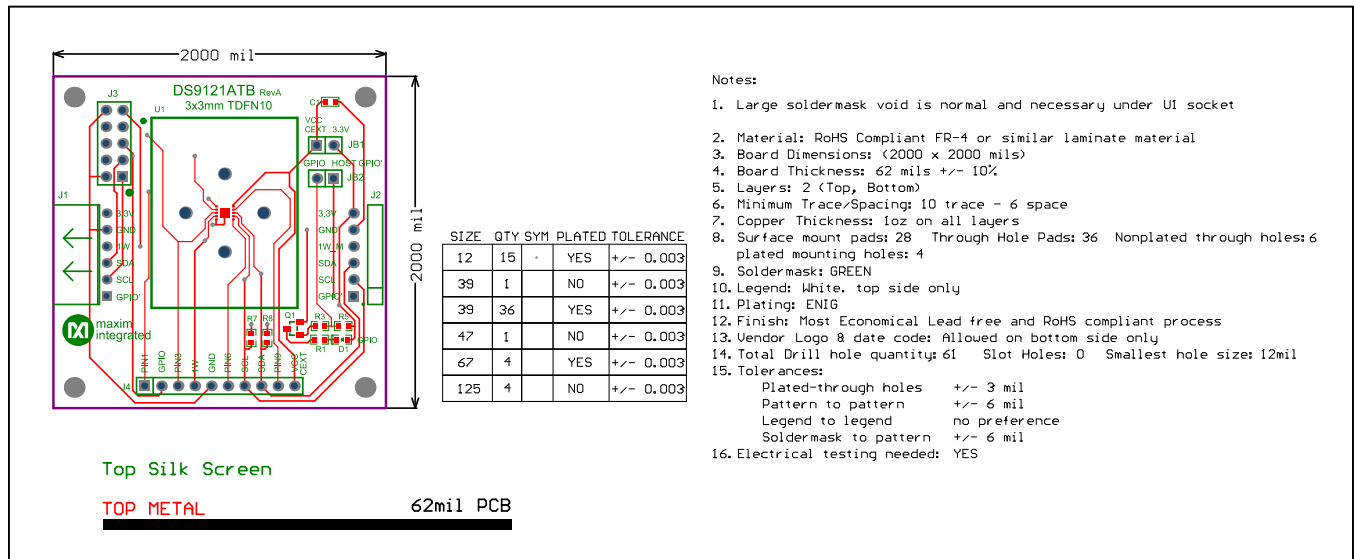 2000 mil
DS9121ATB RevA
3x3mm TDFN10
J3
U1
C1
VCC
CEXT 3.3V
JB1
GPIO HOST GPIO'
JB2
J1
J2
3.3V
GND
1W
SDA
SCL
GPIO'
3.3V
GND
1W_M
SDA
SCL
GPIO'
2000 mil
maxim
integrated
R7 R8
Q1
R3 R5
R1 D1 GPIO
J4
PIN1
GPIO
PIN3
1W
GND
PIN6
SCL
SDA
PIN9
VCC
CEXT
Top Silk Screen
TOP METAL
62mil PCB
SIZE QTY SYM PLATED TOLERANCE
12 15 YES +/- 0.003
39 1 NO +/- 0.003
39 36 YES +/- 0.003
47 1 NO +/- 0.003
67 4 YES +/- 0.003
125 4 NO +/- 0.003
Notes:
1. Large soldermask void is normal and necessary under U1 socket
2. Material: RoHS Compliant FR-4 or similar laminate material
3. Board Dimensions: (2000 x 2000 mils)
4. Board Thickness: 62 mils +/- 10%
5. Layers: 2 (Top, Bottom)
6. Minimum Trace/Spacing: 10 trace - 6 space
7. Copper Thickness: 1oz on all layers
8. Surface mount pads: 28 Through Hole Pads: 36 Nonplated through holes: 6
plated mounting holes: 4
9. Soldermask: GREEN
10. Legend: White. top side only
11. Plating: ENIG
12. Finish: Most Economical Lead free and RoHS compliant process
13. Vendor Logo & date code: Allowed on bottom side only
14. Total Drill hole quantity: 61 Slot Holes: 0 Smallest hole size: 12mil
15. Tolerances:
Plated-through holes +/- 3 mil
Pattern to pattern +/- 6 mil
Legend to legend no preference
Soldermask to pattern +/- 6 mil
16. Electrical testing needed: YES